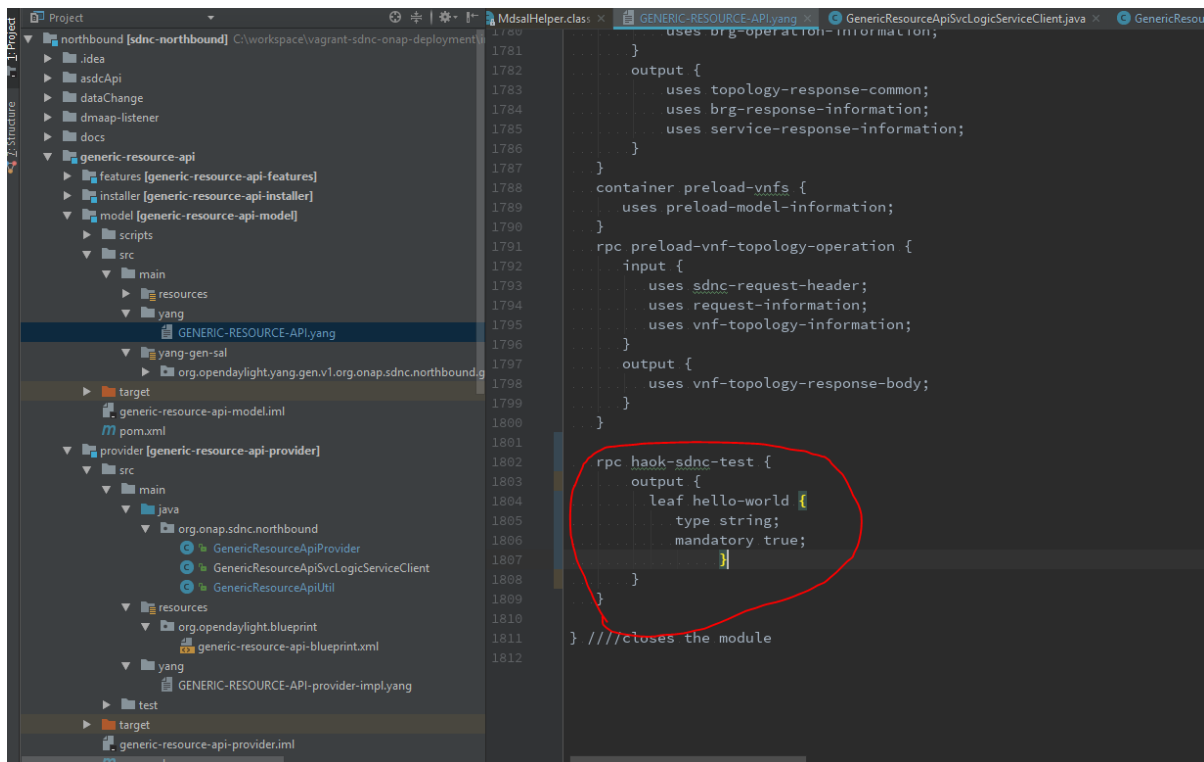 Project
MdsalHelper.class
GENERIC-RESOURCE-API.yang
GenericResourceApiSvcLogicServiceClient.java
GenericResou
1: Project
7: Structure
northbound [sdnc-northbound] C:\workspace\vagrant-sdnc-onap-deployment\i
.idea
asdcApi
dataChange
dmaap-listener
docs
generic-resource-api
features [generic-resource-api-features]
installer [generic-resource-api-installer]
model [generic-resource-api-model]
scripts
src
main
resources
yang
GENERIC-RESOURCE-API.yang
yang-gen-sal
org.opendaylight.yang.gen.v1.org.onap.sdnc.northbound.g
target
generic-resource-api-model.iml
pom.xml
provider [generic-resource-api-provider]
src
main
java
org.onap.sdnc.northbound
GenericResourceApiProvider
GenericResourceApiSvcLogicServiceClient
GenericResourceApiUtil
resources
org.opendaylight.blueprint
generic-resource-api-blueprint.xml
yang
GENERIC-RESOURCE-API-provider-impl.yang
test
target
generic-resource-api-provider.iml
1780 uses brg-operation-information;
1781 }
1782 output {
1783 uses topology-response-common;
1784 uses brg-response-information;
1785 uses service-response-information;
1786 }
1787 }
1788 container preload-vnfs {
1789 uses preload-model-information;
1790 }
1791 rpc preload-vnf-topology-operation {
1792 input {
1793 uses sdnc-request-header;
1794 uses request-information;
1795 uses vnf-topology-information;
1796 }
1797 output {
1798 uses vnf-topology-response-body;
1799 }
1800 }
1801
1802 rpc haok-sdnc-test {
1803 output {
1804 leaf hello-world {
1805 type string;
1806 mandatory true;
1807 }
1808 }
1809 }
1810
1811 } ////closes the module
1812